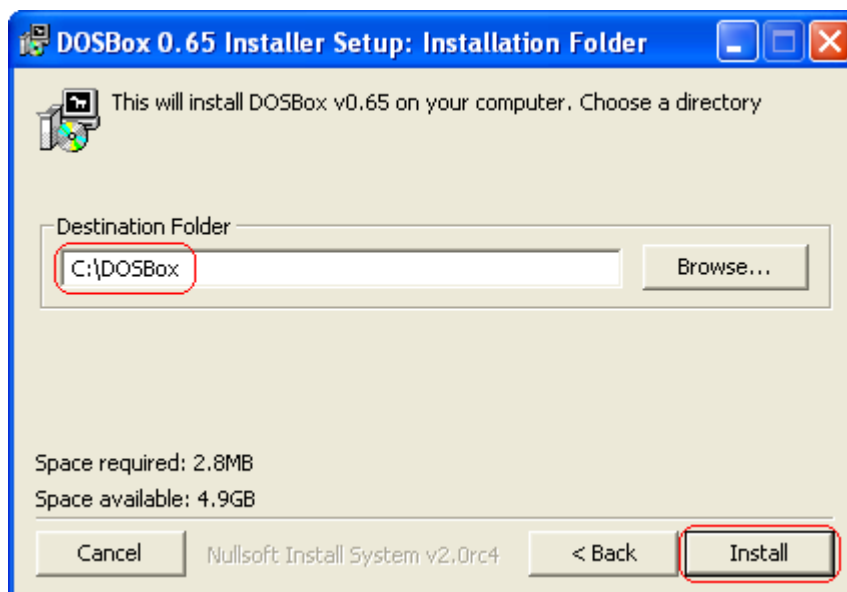 DOSBox 0.65 Installer Setup: Installation Folder
This will install DOSBox v0.65 on your computer. Choose a directory
Destination Folder
C:\DOSBox
Browse...
Space required: 2.8MB
Space available: 4.9GB
Cancel
Nullsoft Install System v2.0rc4
< Back
Install